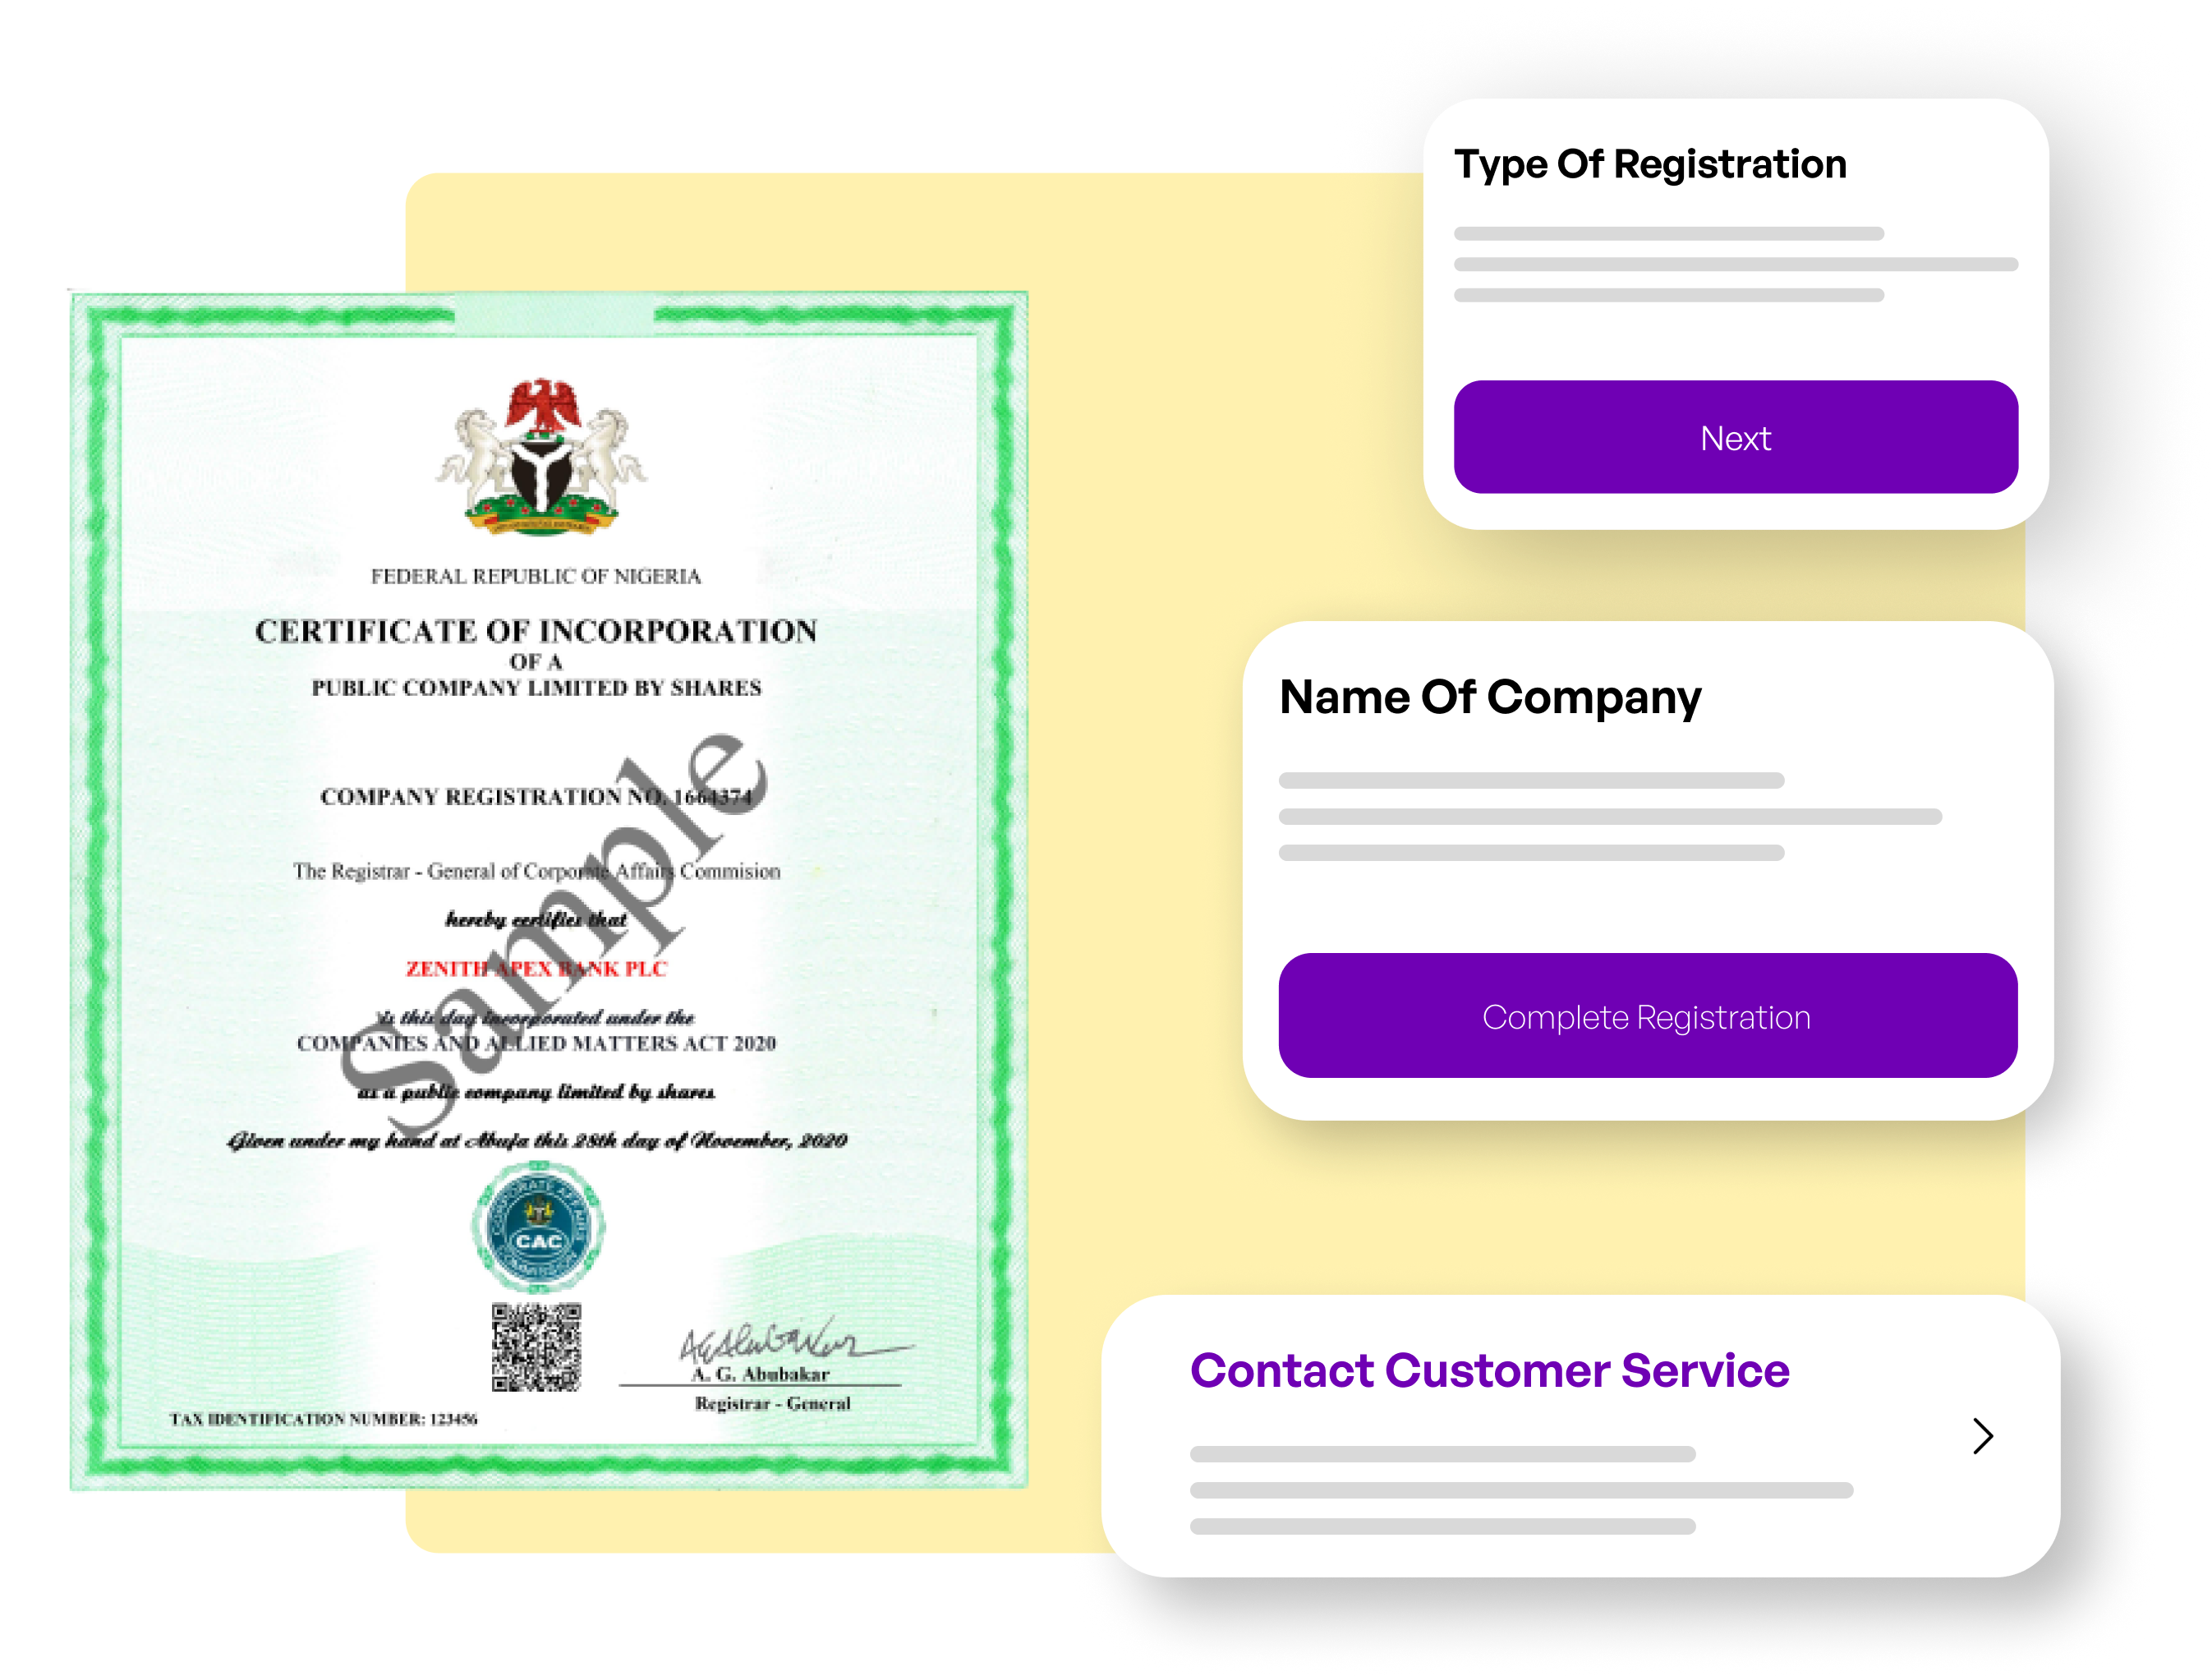 FEDERAL REPUBLIC OF NIGERIA
CERTIFICATE OF INCORPORATION
OF A
PUBLIC COMPANY LIMITED BY SHARES
COMPANY REGISTRATION NO. 1664374
The Registrar - General of Corporate Affairs Commision
hereby certifies that
ZENITH APEX BANK PLC
is this day incorporated under the
COMPANIES AND ALLIED MATTERS ACT 2020
as a public company limited by shares
Given under my hand at Abuja this 28th day of November, 2020
Sample
CORPORATE AFFAIRS
CAC
COMMISSION
A. G. Abubakar
Registrar - General
TAX IDENTIFICATION NUMBER: 123456
Type Of Registration
Next
Name Of Company
Complete Registration
Contact Customer Service